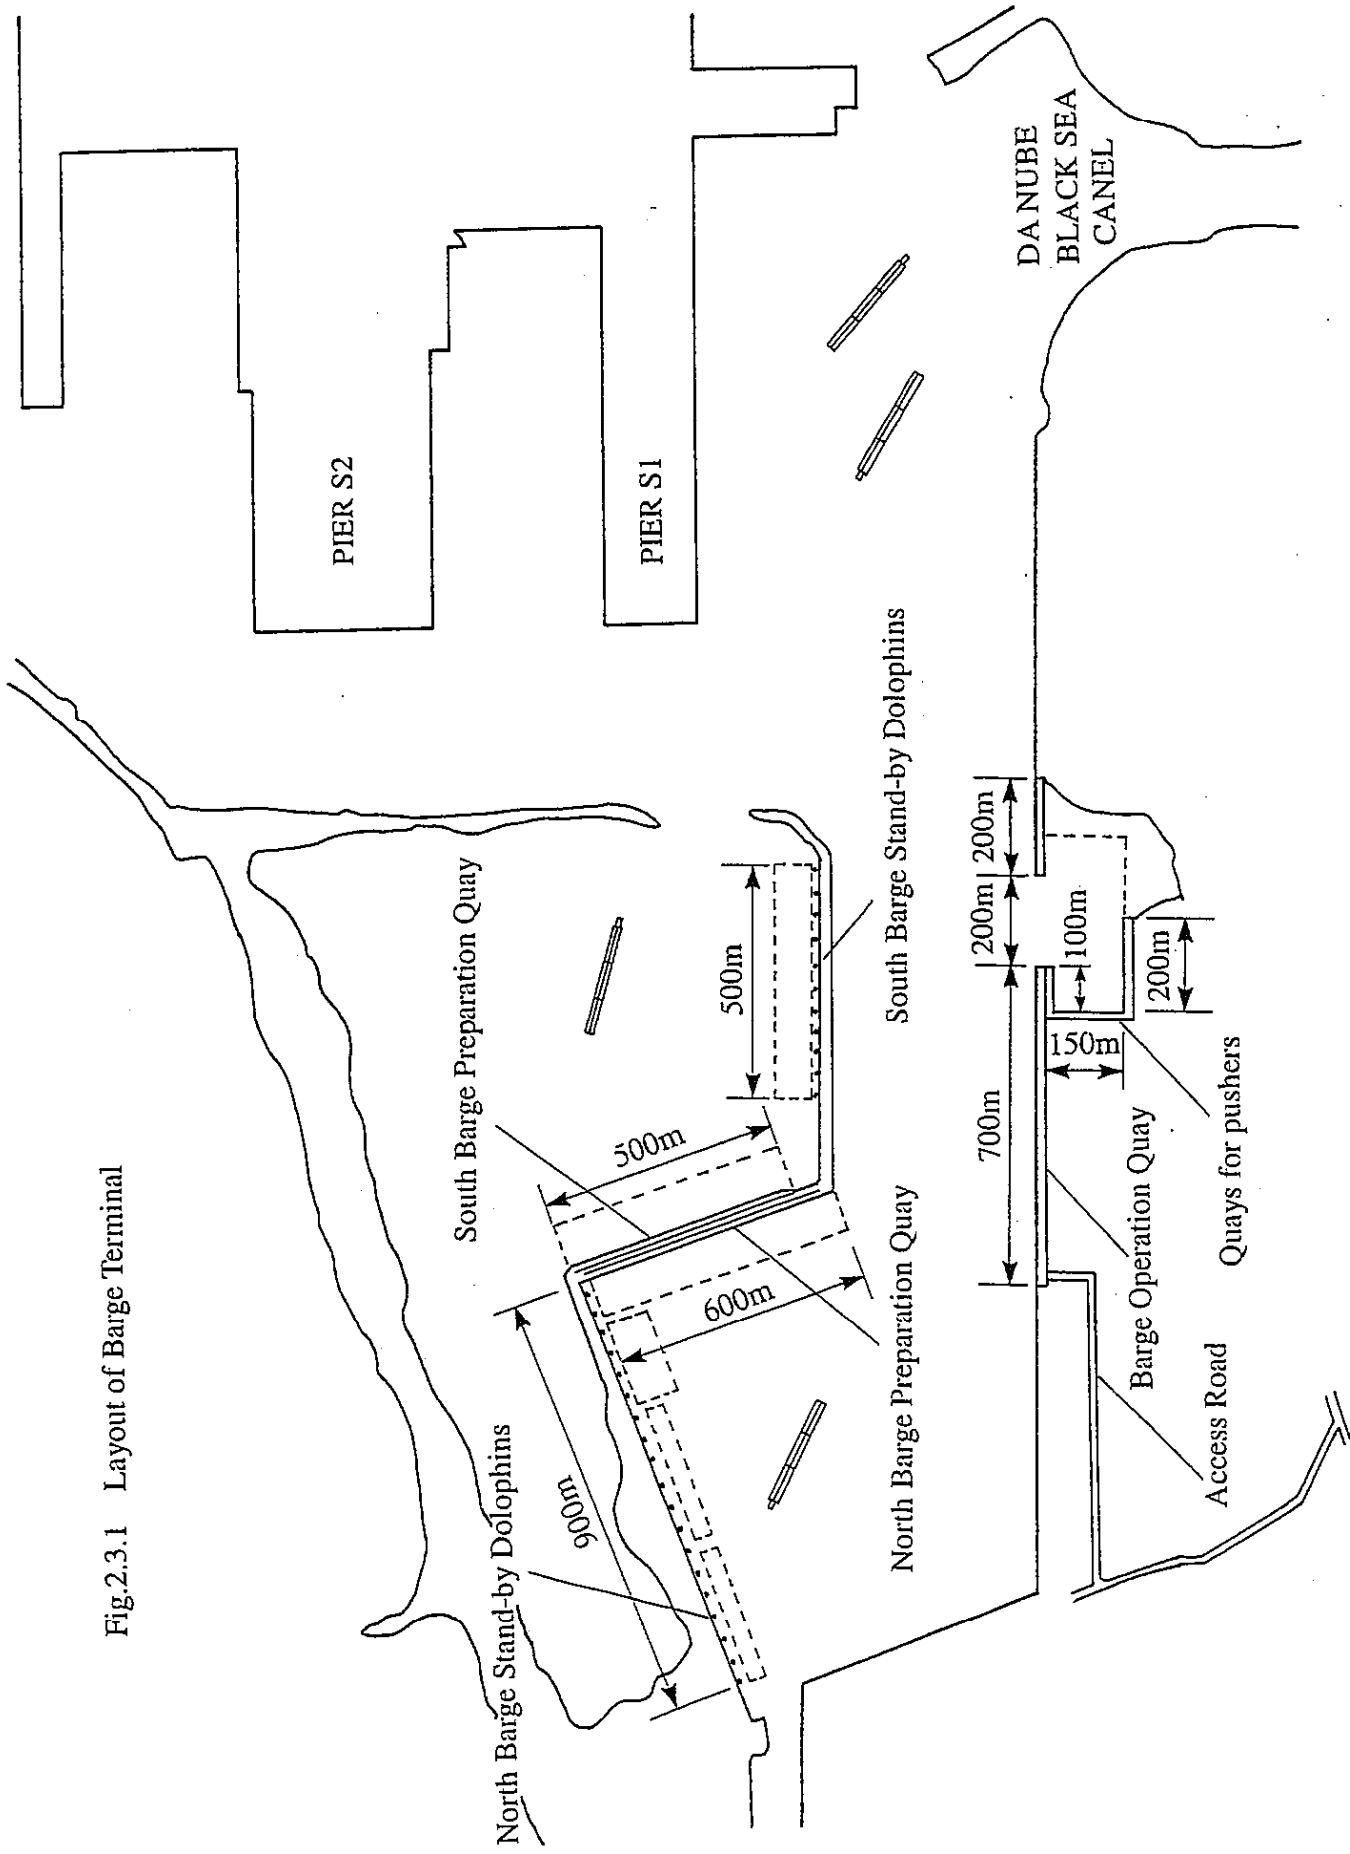 Fig.2.3.1 Layout of Barge Terminal
PIER S2
PIER S1
North Barge Stand-by Dolophins
South Barge Preparation Quay
900m
500m
500m
600m
South Barge Stand-by Dolophins
North Barge Preparation Quay
DANUBE
BLACK SEA
CANEL
700m
200m
200m
100m
150m
200m
Access Road
Barge Operation Quay
Quays for pushers